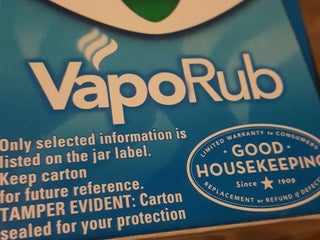 VapoRub
Only selected information is
listed on the jar label.
Keep carton
for future reference.
TAMPER EVIDENT: Carton
sealed for your protection
LIMITED WARRANTY to CONSUMERS
GOOD
HOUSEKEEPING
Since ★ 1909
REPLACEMENT or REFUND if DEFECTIVE